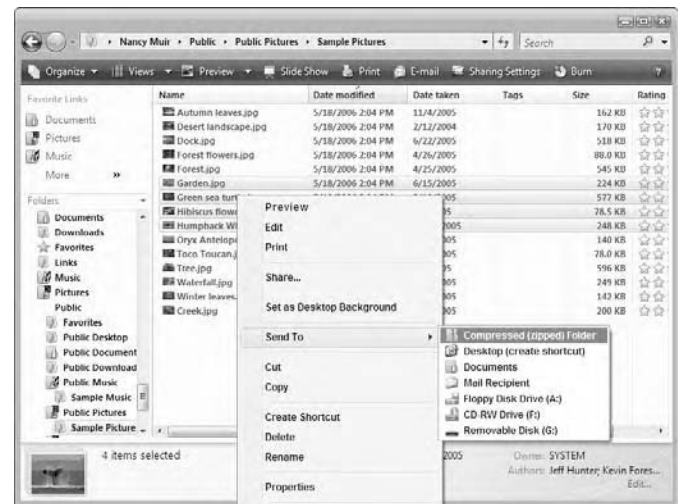 Nancy Muir ▸ Public ▸ Public Pictures ▸ Sample Pictures
Search
Organize Views Preview Slide Show Print E-mail Sharing Settings Burn ?
Favorite Links
Documents
Pictures
Music
More »
Folders
Documents
Downloads
Favorites
Links
Music
Pictures
Public
Favorites
Public Desktop
Public Document
Public Download
Public Music
Sample Music
Public Pictures
Sample Picture
Name Date modified Date taken Tags Size Rating
Autumn leaves.jpg 5/18/2006 2:04 PM 11/4/2005 162 KB
Desert landscape.jpg 5/18/2006 2:04 PM 2/12/2004 170 KB
Dock.jpg 5/18/2006 2:04 PM 6/22/2005 518 KB
Forest flowers.jpg 5/18/2006 2:04 PM 4/26/2005 88.0 KB
Forest.jpg 5/18/2006 2:04 PM 4/25/2005 545 KB
Garden.jpg 5/18/2006 2:04 PM 6/15/2005 224 KB
Green sea turt 577 KB
Hibiscus flowe 05 78.5 KB
Humpback W 2005 248 KB
Oryx Antelop 005 140 KB
Toco Toucan.j 005 78.0 KB
Tree.jpg 05 596 KB
Waterfall.jpg 005 249 KB
Winter leaves. 005 142 KB
Creek.jpg 005 200 KB
Preview
Edit
Print
Share...
Set as Desktop Background
Send To
Cut
Copy
Create Shortcut
Delete
Rename
Properties
Compressed (zipped) Folder
Desktop (create shortcut)
Documents
Mail Recipient
Floppy Disk Drive (A:)
CD-RW Drive (F:)
Removable Disk (G:)
4 items selected
2005 Owner: SYSTEM
Authors: Jeff Hunter; Kevin Fores...
Edit...